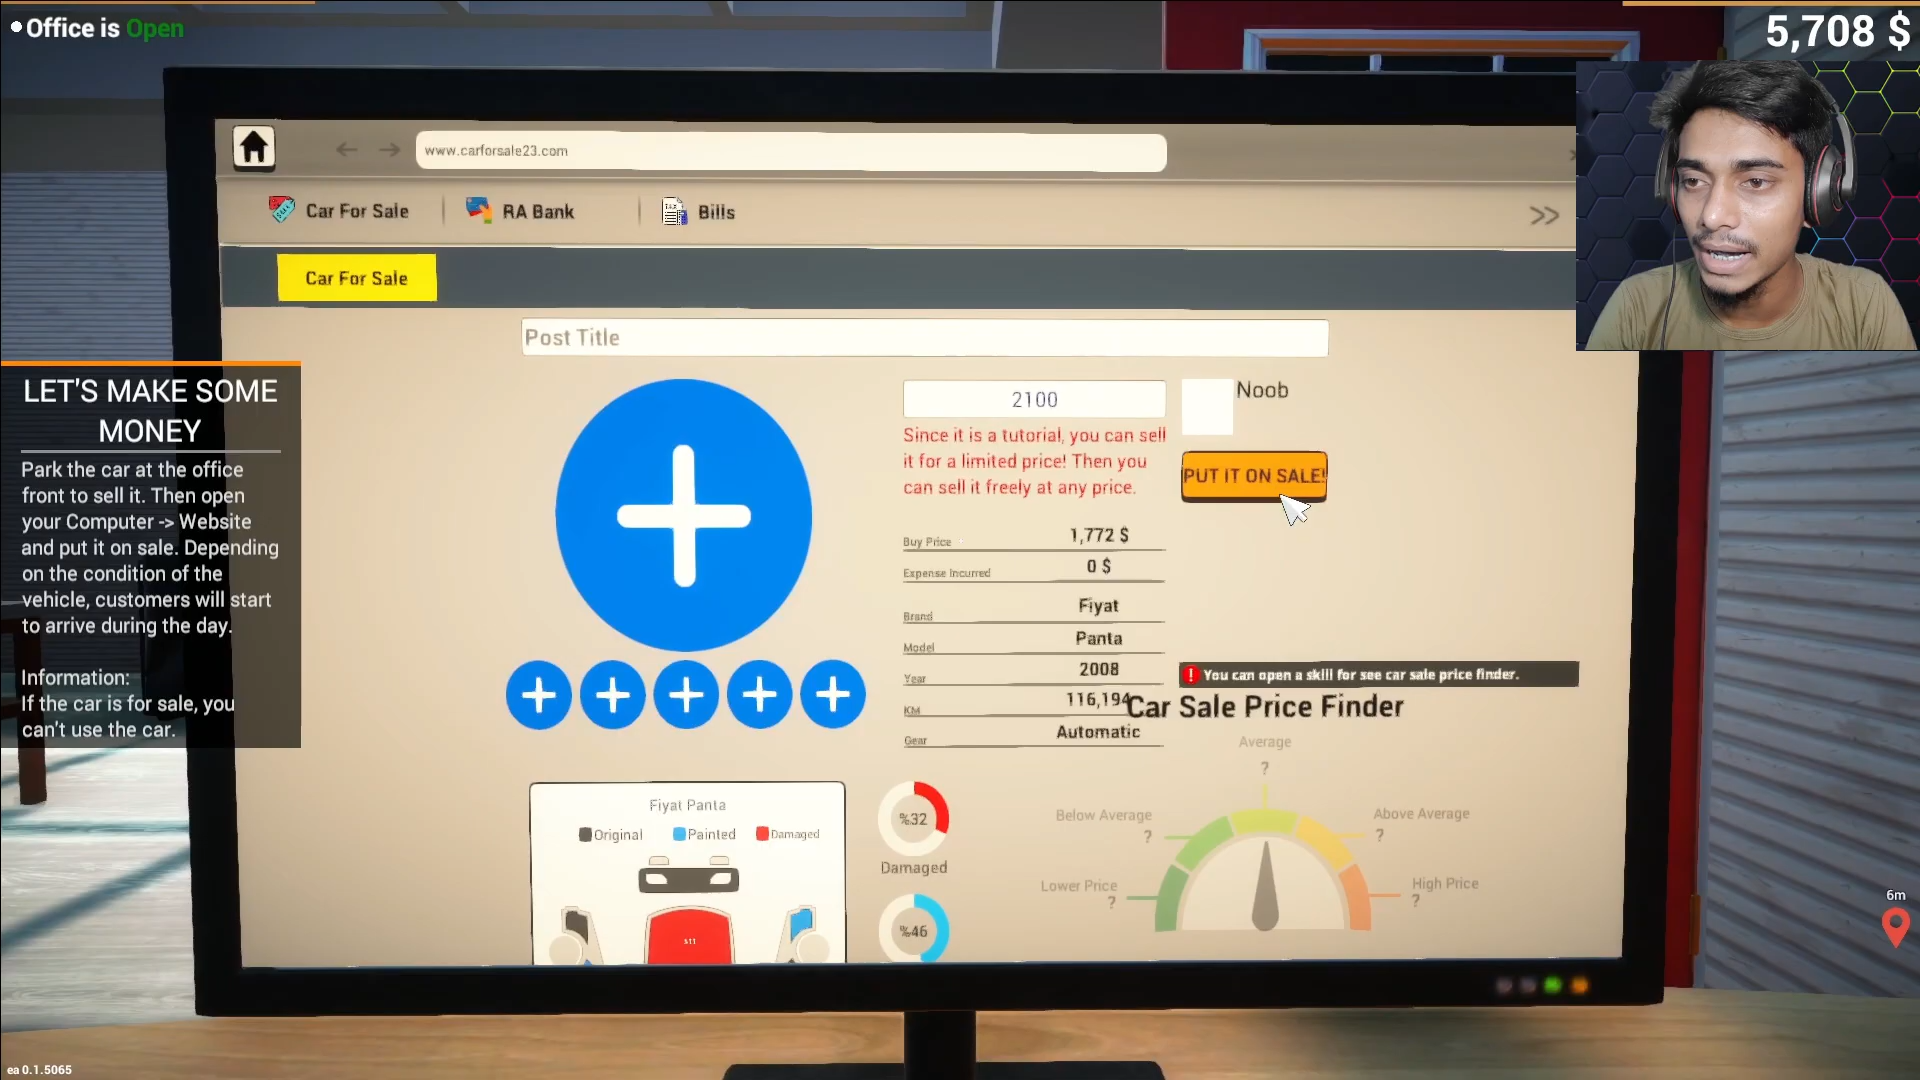 Office is Open
5,708 $
www.carforsale23.com
Car For Sale
RA Bank
Bills
Car For Sale
Post Title
LET'S MAKE SOME
MONEY
Park the car at the office
front to sell it. Then open
your Computer -> Website
and put it on sale. Depending
on the condition of the
vehicle, customers will start
to arrive during the day.
Information:
If the car is for sale, you
can't use the car.
2100
Noob
Since it is a tutorial, you can sell
it for a limited price! Then you
can sell it freely at any price.
PUT IT ON SALE!
Buy Price 1,772 $
Expense Incurred 0 $
Brand Fiyat
Model Panta
Year 2008
KM 116,194
Gear Automatic
! You can open a skill for see car sale price finder.
Car Sale Price Finder
Average
?
Below Average
?
Above Average
?
Lower Price
?
High Price
?
Fiyat Panta
Original Painted Damaged
%32
Damaged
%46
6m
ea 0.1.5065